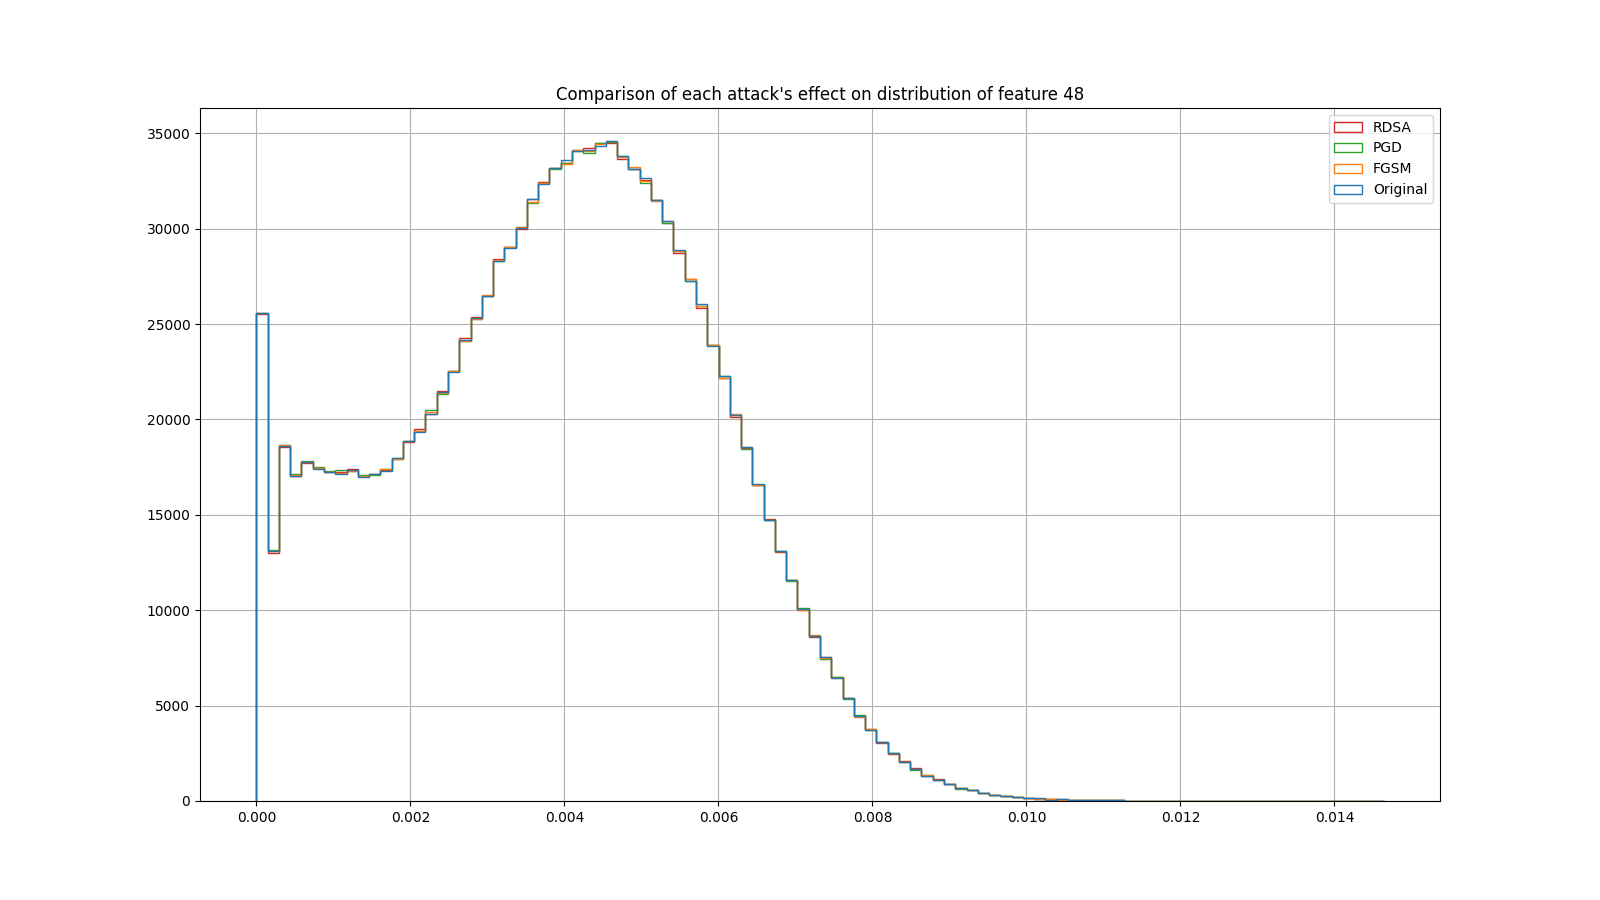 Comparison of each attack's effect on distribution of feature 48
35000
30000
25000
20000
15000
10000
5000
0
0.000 0.002 0.004 0.006 0.008 0.010 0.012 0.014
RDSA
PGD
FGSM
Original